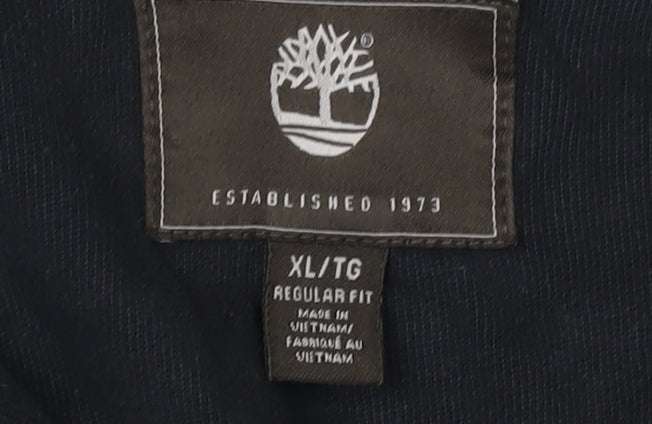 ®
ESTABLISHED 1973
XL/TG
REGULAR FIT
MADE IN
VIETNAM/
FABRIQUÉ AU
VIETNAM